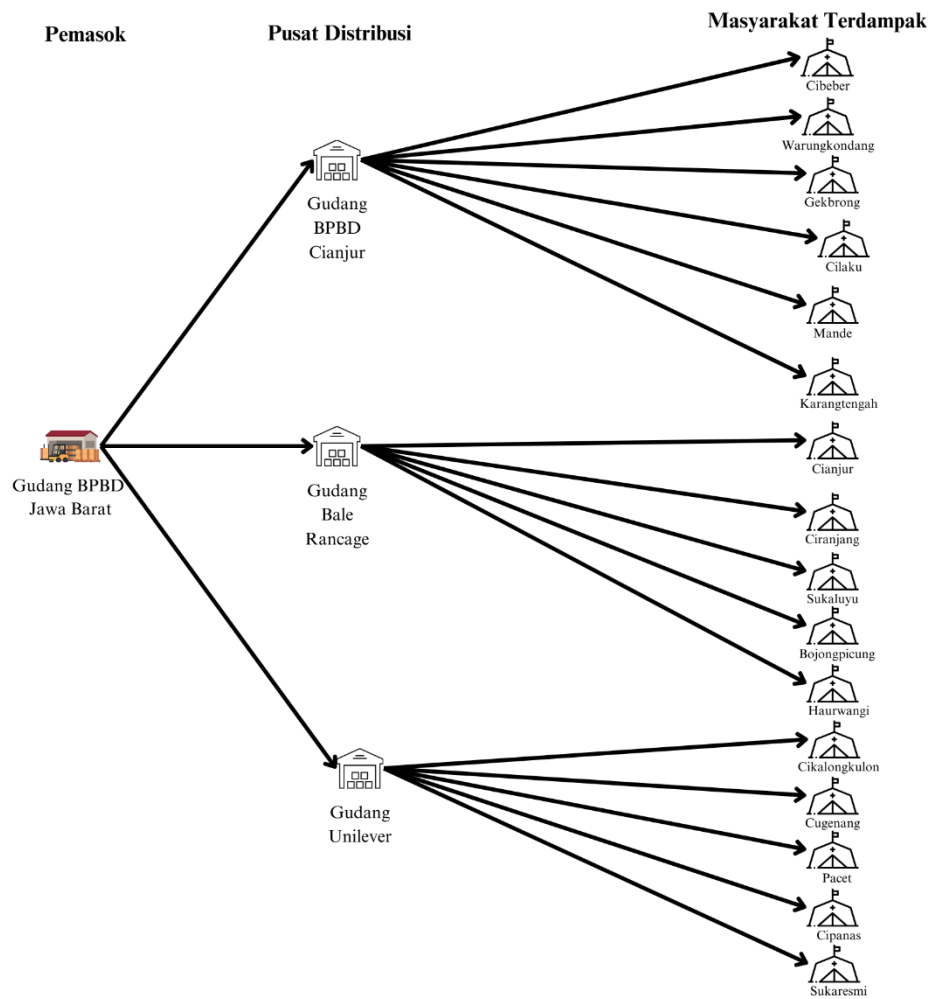 Pemasok
Pusat Distribusi
Masyarakat Terdampak
Gudang BPBD
Jawa Barat
Gudang
BPBD
Cianjur
Gudang
Bale
Rancage
Gudang
Unilever
Cibeber
Warungkondang
Gekbrong
Cilaku
Mande
Karangtengah
Cianjur
Ciranjang
Sukaluyu
Bojongpicung
Haurwangi
Cikalongkulon
Cugenang
Pacet
Cipanas
Sukaresmi